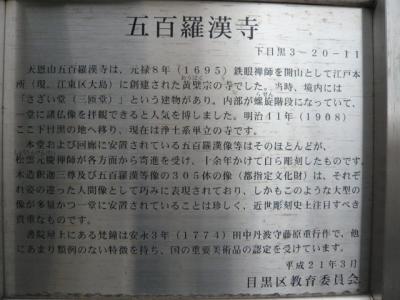 五百羅漢寺
下目黒3-20-11
天恩山五百羅漢寺は、元禄8年（1695）鉄眼禅師を開山として江戸本
所（現、江東区大島）に創建された黄檗宗の寺でした。当時、境内には
「さざい堂（三匝堂）」という建物があり、内部が螺旋階段になっていて、
一堂に諸仏像を拝観できると人気を博しました。明治41年（1908）
ここ下目黒の地へ移り、現在は浄土系単立の寺です。
本堂および回廊に安置されている五百羅漢像等はそのほとんどが、
松雲元慶禅師が各方面から寄進を受け、十余年かけて自ら彫刻したものです。
木造釈迦三尊及び五百羅漢等像の305体の像（都指定文化財）は、それぞ
れ姿の違った人間像として巧みに表現されており、しかもこのような大型の
像が多量かつ一堂に安置されていることは珍しく、近世彫刻史上注目すべき
貴重なものです。
書院屋上にある梵鐘は安永3年（1774）田中丹波守藤原重行作で、他
にあまり類例のない特徴を持ち、国の重要美術品の認定を受けています。
平成21年3月
目黒区教育委員会